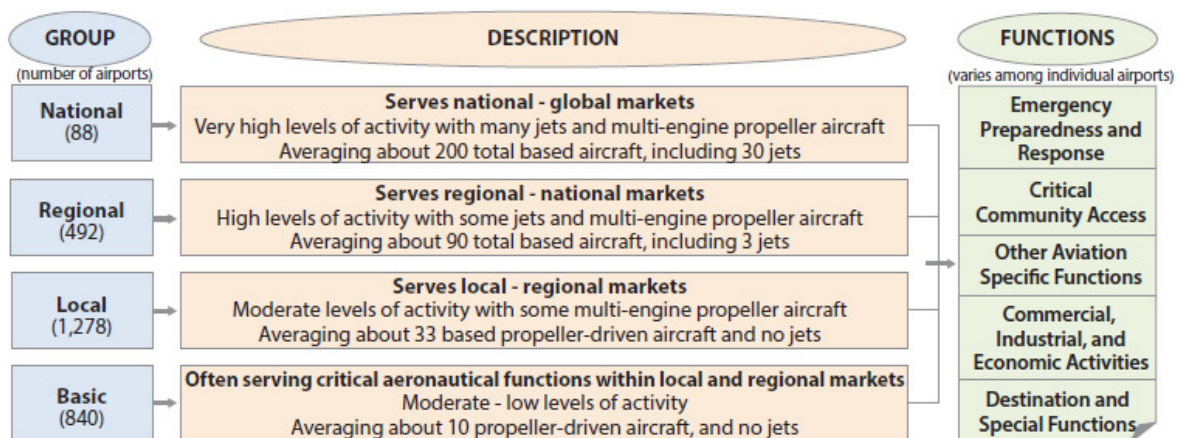 GROUP
DESCRIPTION
FUNCTIONS
(number of airports)
(varies among individual airports)
National
(88)
Serves national - global markets
Very high levels of activity with many jets and multi-engine propeller aircraft
Averaging about 200 total based aircraft, including 30 jets
Regional
(492)
Serves regional - national markets
High levels of activity with some jets and multi-engine propeller aircraft
Averaging about 90 total based aircraft, including 3 jets
Local
(1,278)
Serves local - regional markets
Moderate levels of activity with some multi-engine propeller aircraft
Averaging about 33 based propeller-driven aircraft and no jets
Basic
(840)
Often serving critical aeronautical functions within local and regional markets
Moderate - low levels of activity
Averaging about 10 propeller-driven aircraft, and no jets
Emergency
Preparedness and
Response
Critical
Community Access
Other Aviation
Specific Functions
Commercial,
Industrial, and
Economic Activities
Destination and
Special Functions